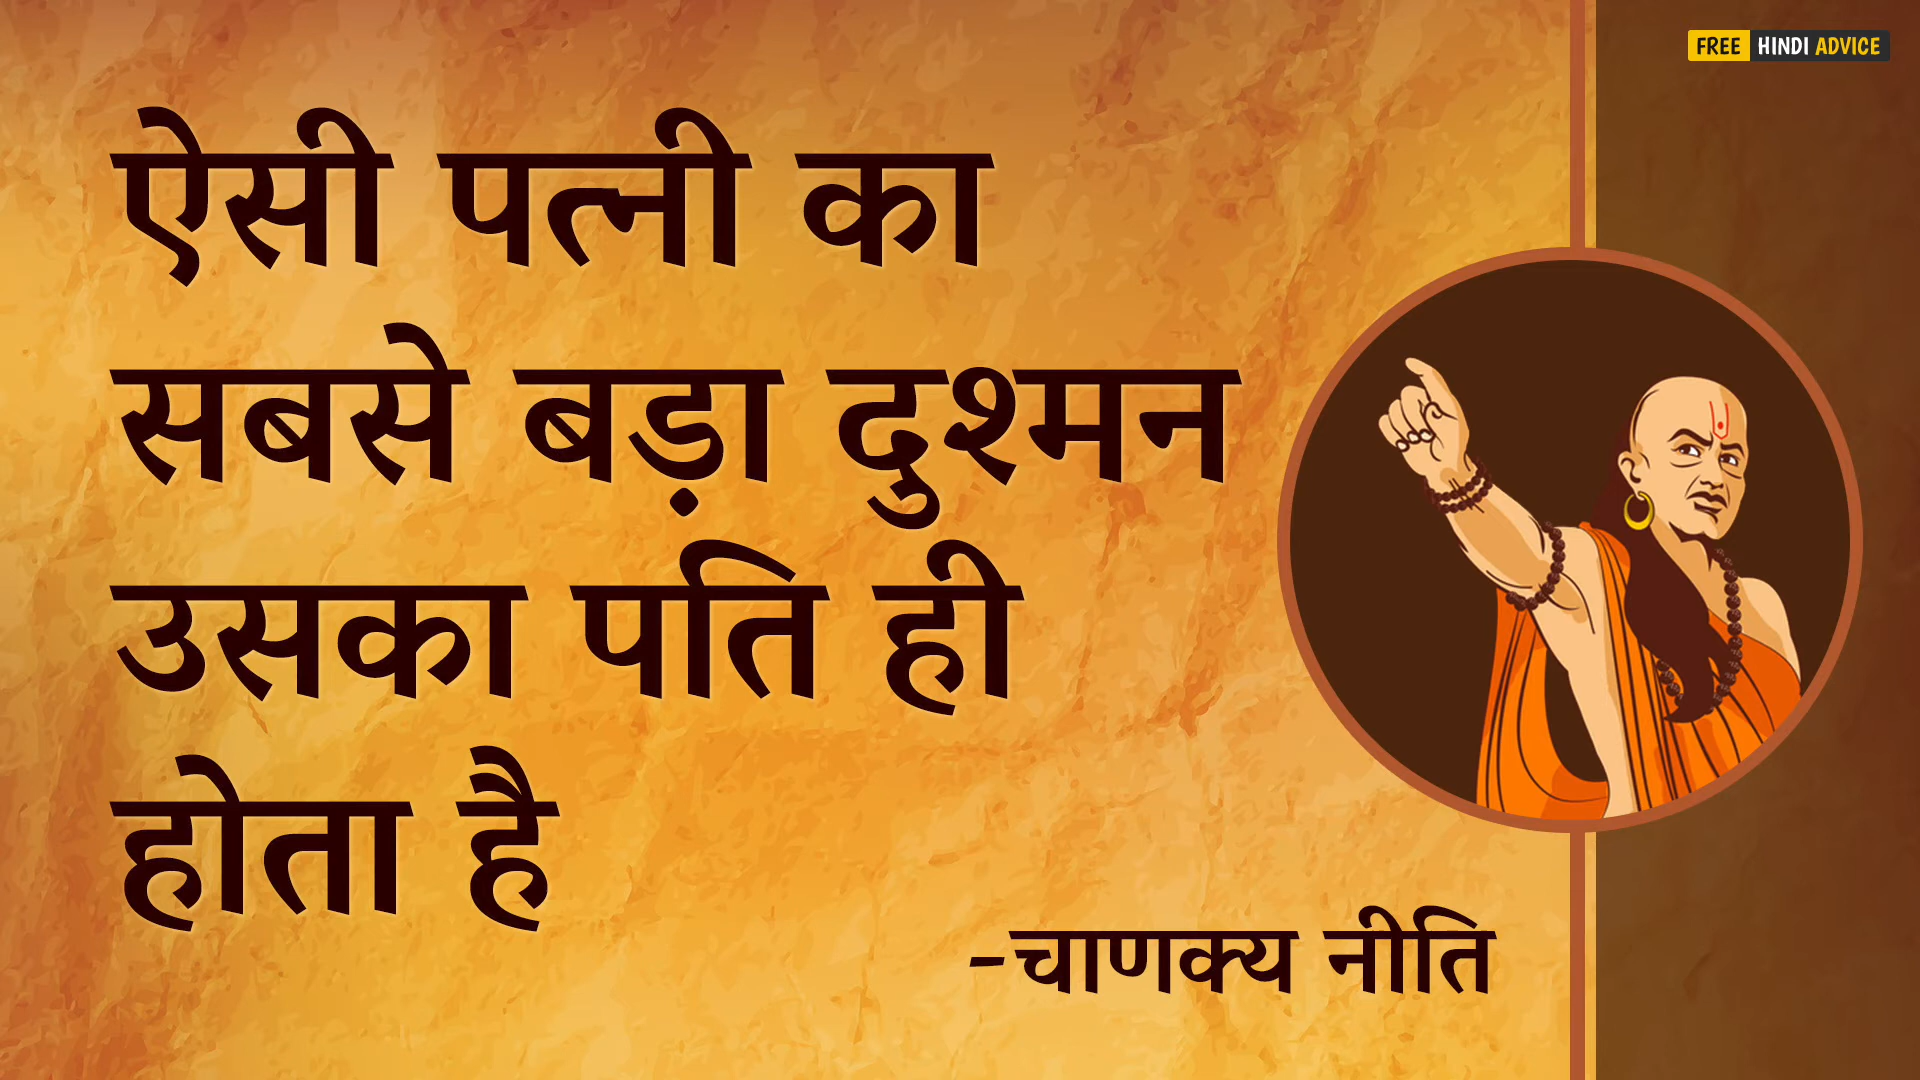 FREE HINDI ADVICE
ऐसी पत्नी का
सबसे बड़ा दुश्मन
उसका पति ही
होता है
-चाणक्य नीति